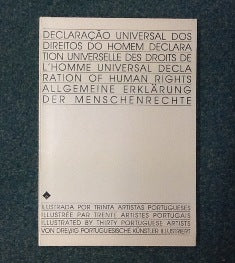 DECLARAÇÃO UNIVERSAL DOS
DIREITOS DO HOMEM DECLARA
TION UNIVERSELLE DES DROITS DE
L'HOMME UNIVERSAL DECLA
RATION OF HUMAN RIGHTS
ALLGEMEINE ERKLÄRUNG
DER MENSCHENRECHTE
ILUSTRADA POR TRINTA ARTISTAS PORTUGUESES
ILLUSTRÉE PAR TRENTE ARTISTES PORTUGAIS
ILLUSTRATED BY THIRTY PORTUGUESE ARTISTS
VON DREIßIG PORTUGIESISCHE KÜNSTLER ILLUSTRIERT